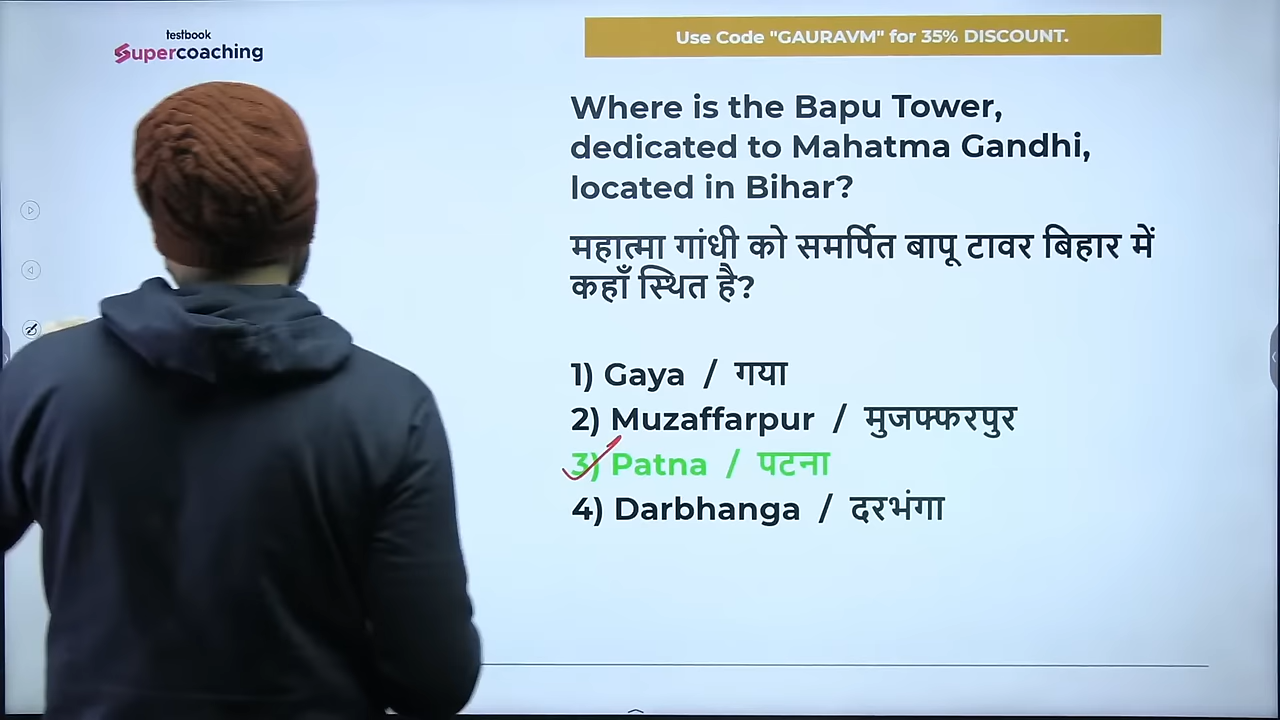 testbook
Supercoaching
Use Code "GAURAVM" for 35% DISCOUNT.
Where is the Bapu Tower,
dedicated to Mahatma Gandhi,
located in Bihar?
महात्मा गांधी को समर्पित बापू टावर बिहार में
कहाँ स्थित है?
1) Gaya / गया
2) Muzaffarpur / मुजफ्फरपुर
3) Patna / पटना
4) Darbhanga / दरभंगा